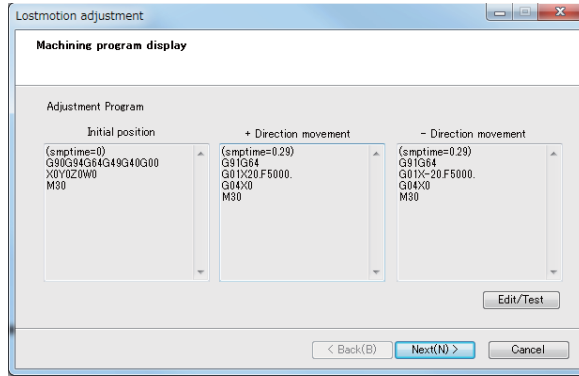 Lostmotion adjustment
Machining program display
Adjustment Program
Initial position
(smptime=0)
G90G94G64G49G40G00
X0Y0Z0W0
M30
+ Direction movement
(smptime=0.29)
G91G64
G01X20.F5000.
G04X0
M30
- Direction movement
(smptime=0.29)
G91G64
G01X-20.F5000.
G04X0
M30
Edit/Test
< Back(B)
Next(N) >
Cancel